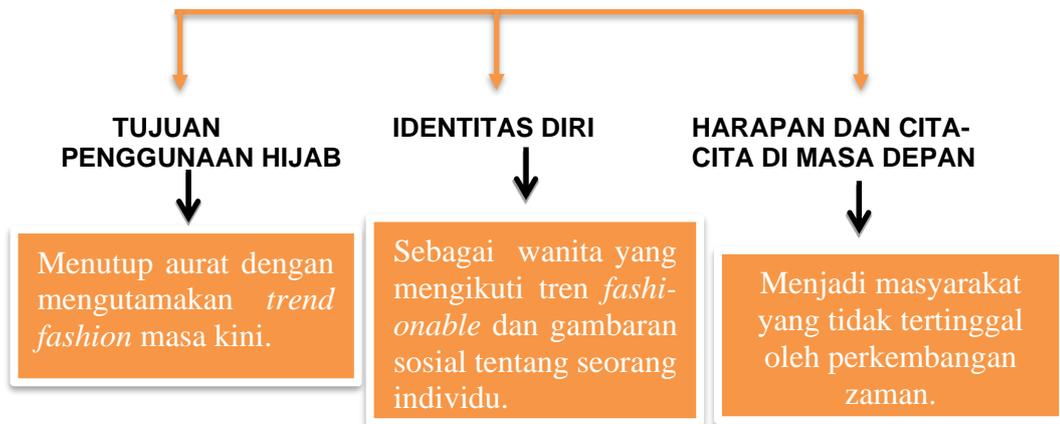 TUJUAN
PENGGUNAAN HIJAB
IDENTITAS DIRI
HARAPAN DAN CITA-
CITA DI MASA DEPAN
Menutup aurat dengan
mengutamakan trend
fashion masa kini.
Sebagai wanita yang
mengikuti tren fashi-
onable dan gambaran
sosial tentang seorang
individu.
Menjadi masyarakat
yang tidak tertinggal
oleh perkembangan
zaman.